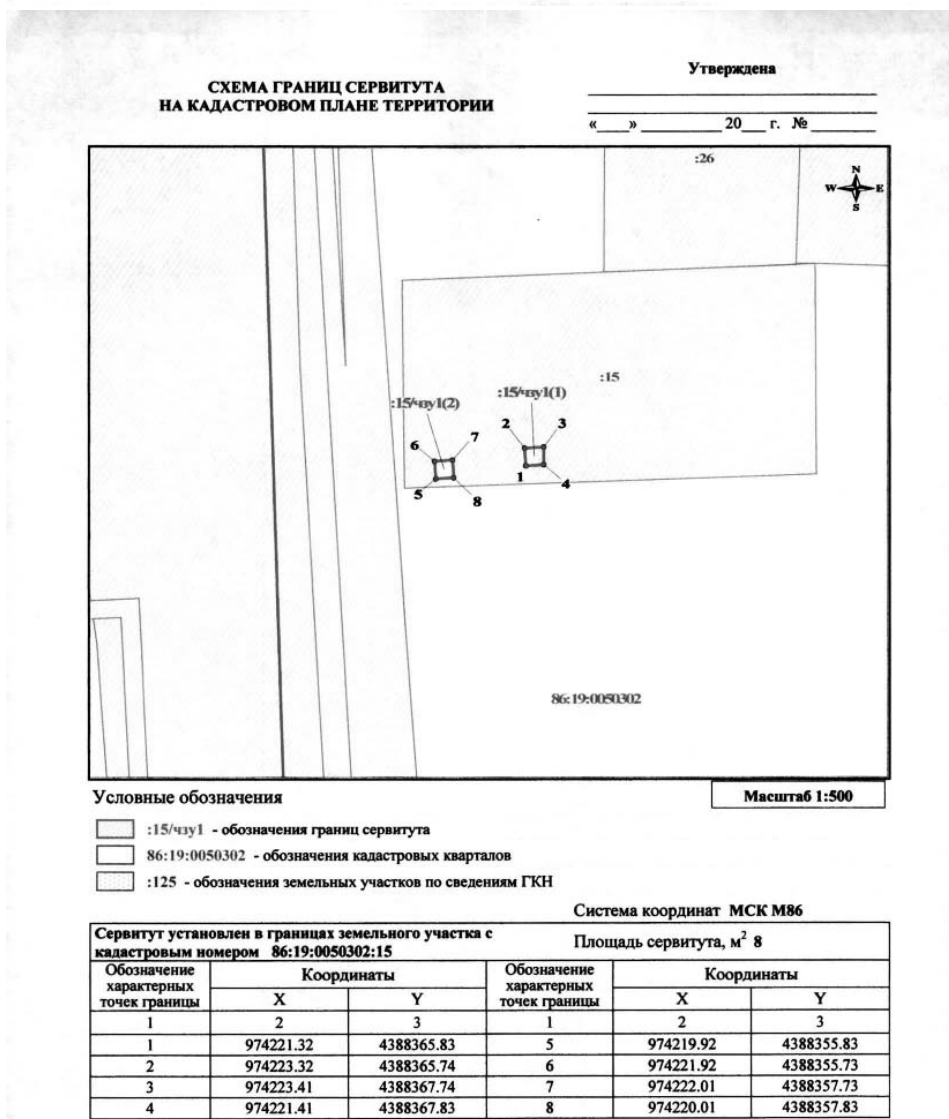 СХЕМА ГРАНИЦ СЕРВИТУТА
НА КАДАСТРОВОМ ПЛАНЕ ТЕРРИТОРИИ
Утверждена
«____» _________ 20___ г. № ________
:26
N
W E
S
:15
:15/чзу1(2)
:15/чзу1(1)
2 3
6 7
1 4
5 8
86:19:0050302
Условные обозначения
Масштаб 1:500
:15/чзу1 - обозначения границ сервитута
86:19:0050302 - обозначения кадастровых кварталов
:125 - обозначения земельных участков по сведениям ГКН
Система координат МСК М86
Сервитут установлен в границах земельного участка с
кадастровым номером 86:19:0050302:15
Площадь сервитута, м² 8
Обозначение характерных точек границы Координаты Обозначение характерных точек границы Координаты
X Y X Y
1 2 3 1 2 3
1 974221.32 4388365.83 5 974219.92 4388355.83
2 974223.32 4388365.74 6 974221.92 4388355.73
3 974223.41 4388367.74 7 974222.01 4388357.73
4 974221.41 4388367.83 8 974220.01 4388357.83